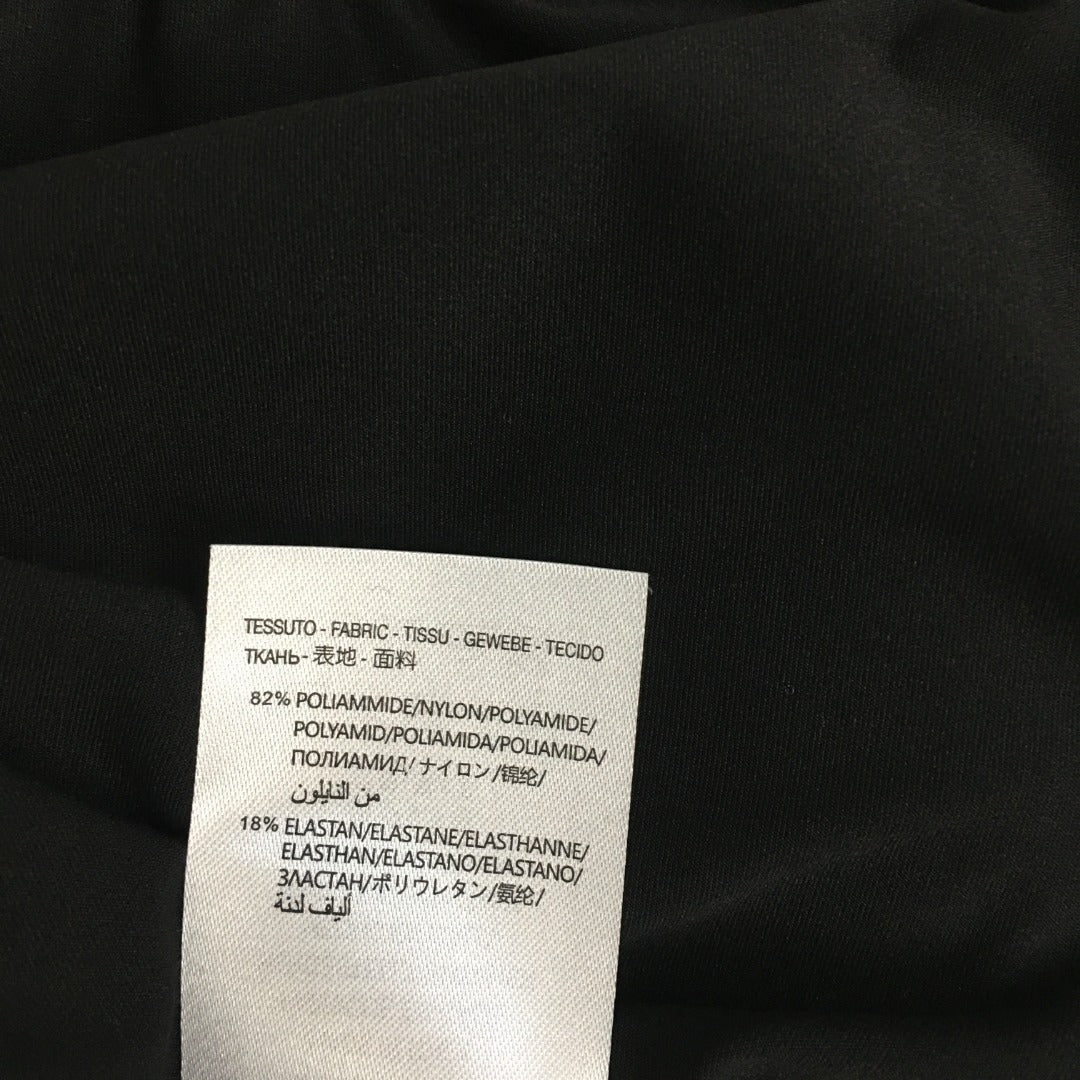 TESSUTO - FABRIC - TISSU - GEWEBE - TECIDO
ТКАНЬ - 表地 - 面料
82% POLIAMMIDE/NYLON/POLYAMIDE/
POLYAMID/POLIAMIDA/POLIAMIDA/
ПОЛИАМИД/ナイロン/锦纶/
من النايلون
18% ELASTAN/ELASTANE/ELASTHANNE/
ELASTHAN/ELASTANO/ELASTANO/
ЗЛАСТАН/ポリウレタン/氨纶/
ألياف لدنة